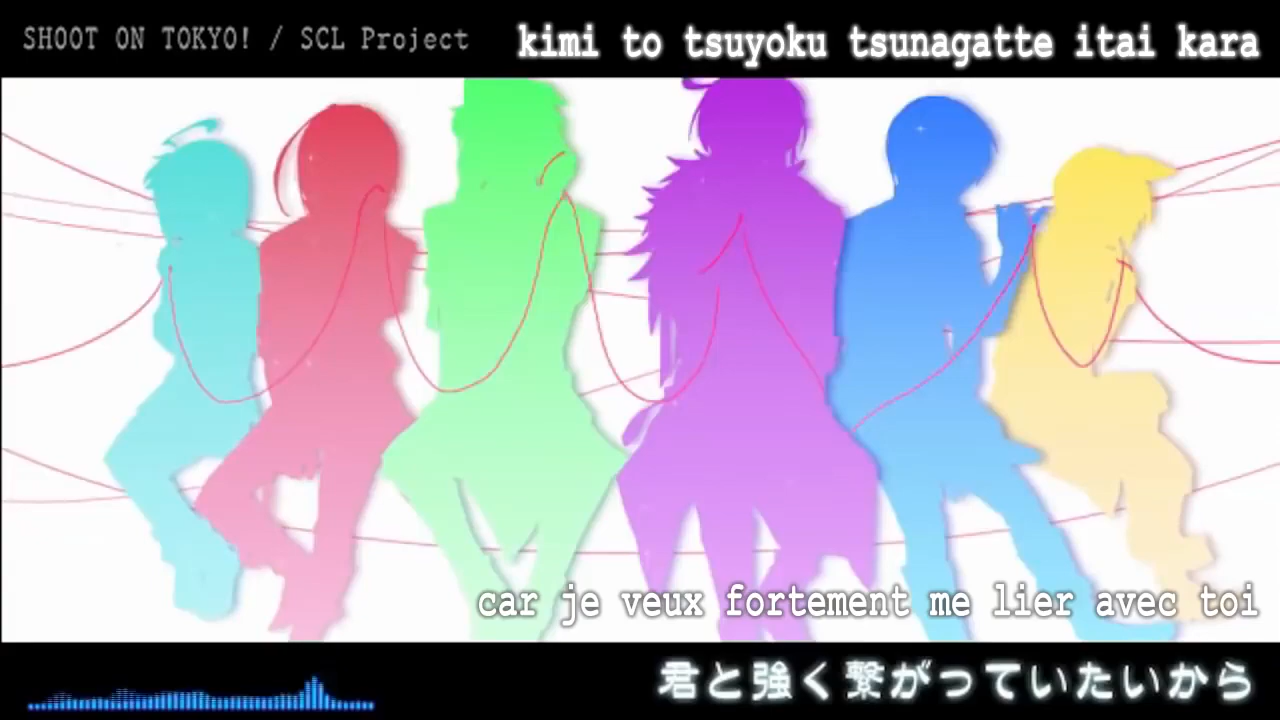 SHOOT ON TOKYO! / SCL Project
kimi to tsuyoku tsunagatte itai kara
car je veux fortement me lier avec toi
君と強く繋がっていたいから